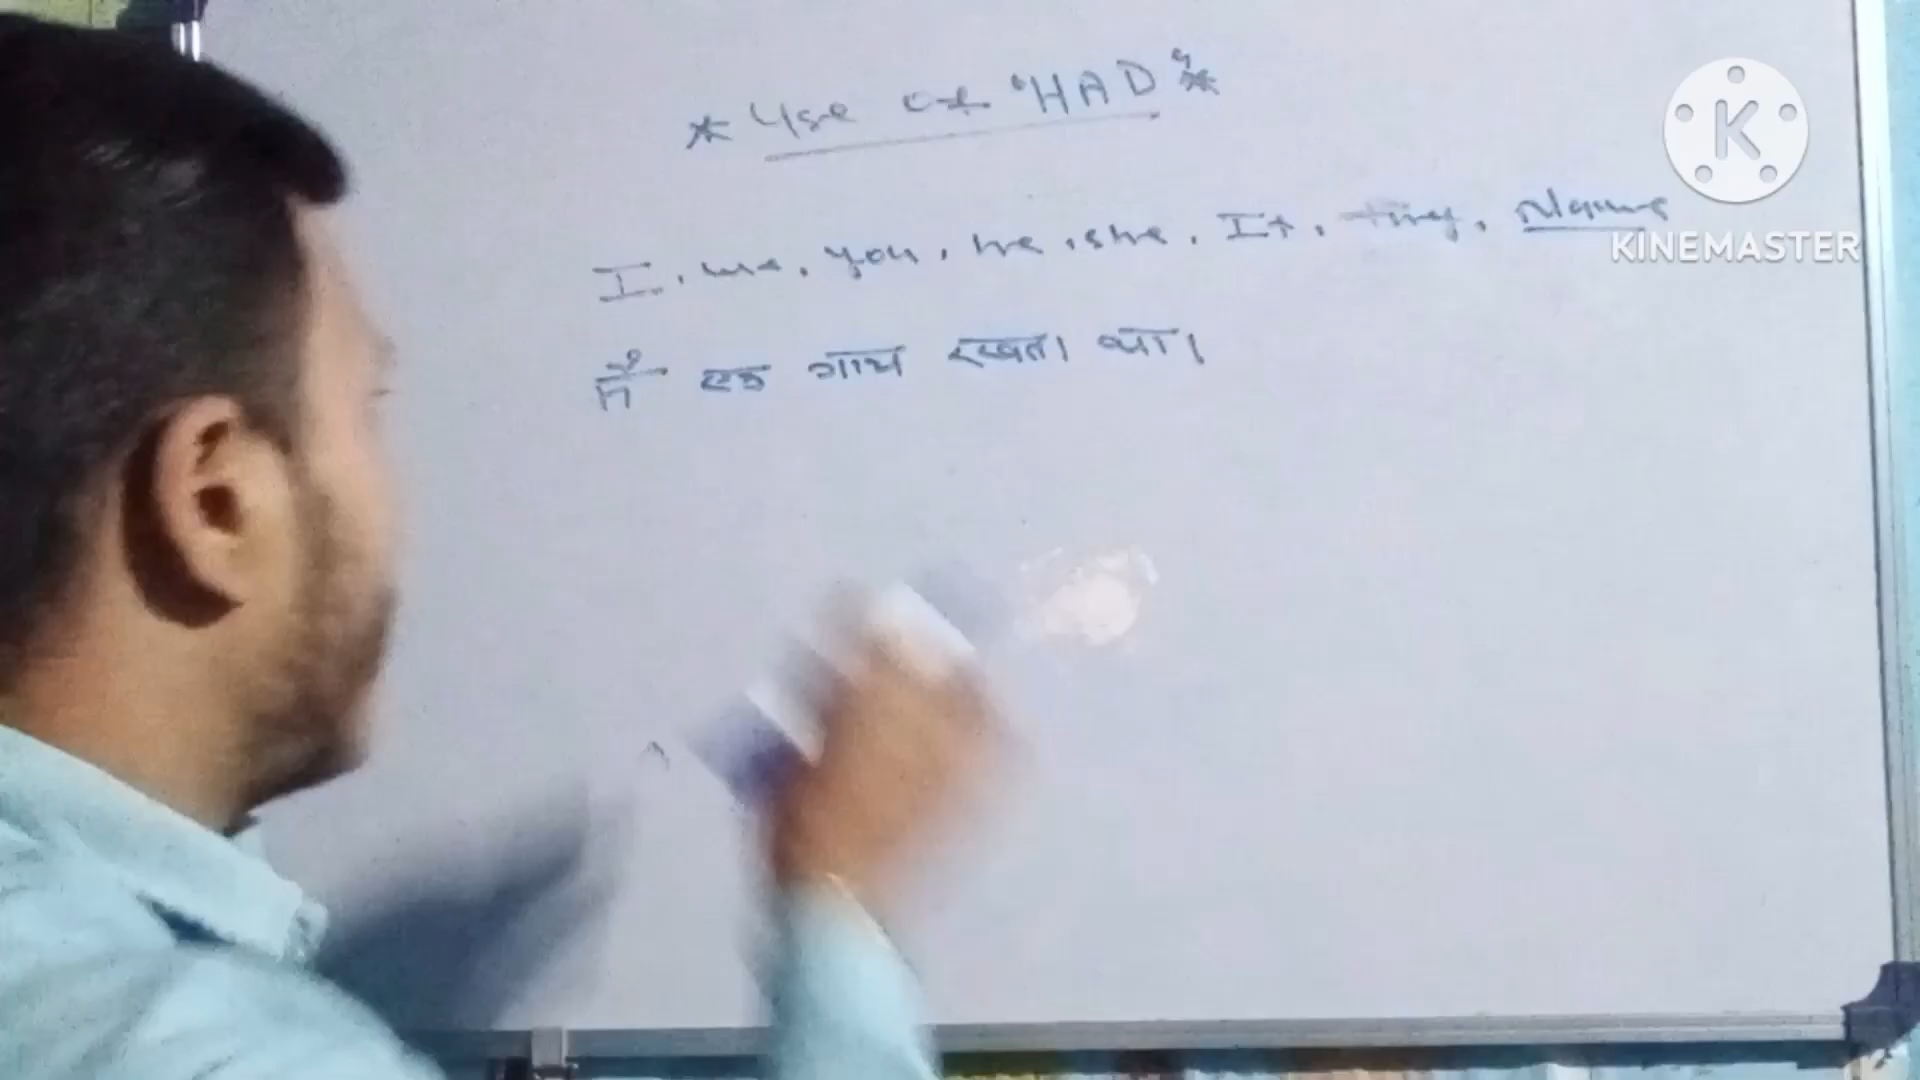 * Use of "HAD" *
I, we, you, he, she, It, they, Name
मैं एक गाय रखता था।
K
KINEMASTER